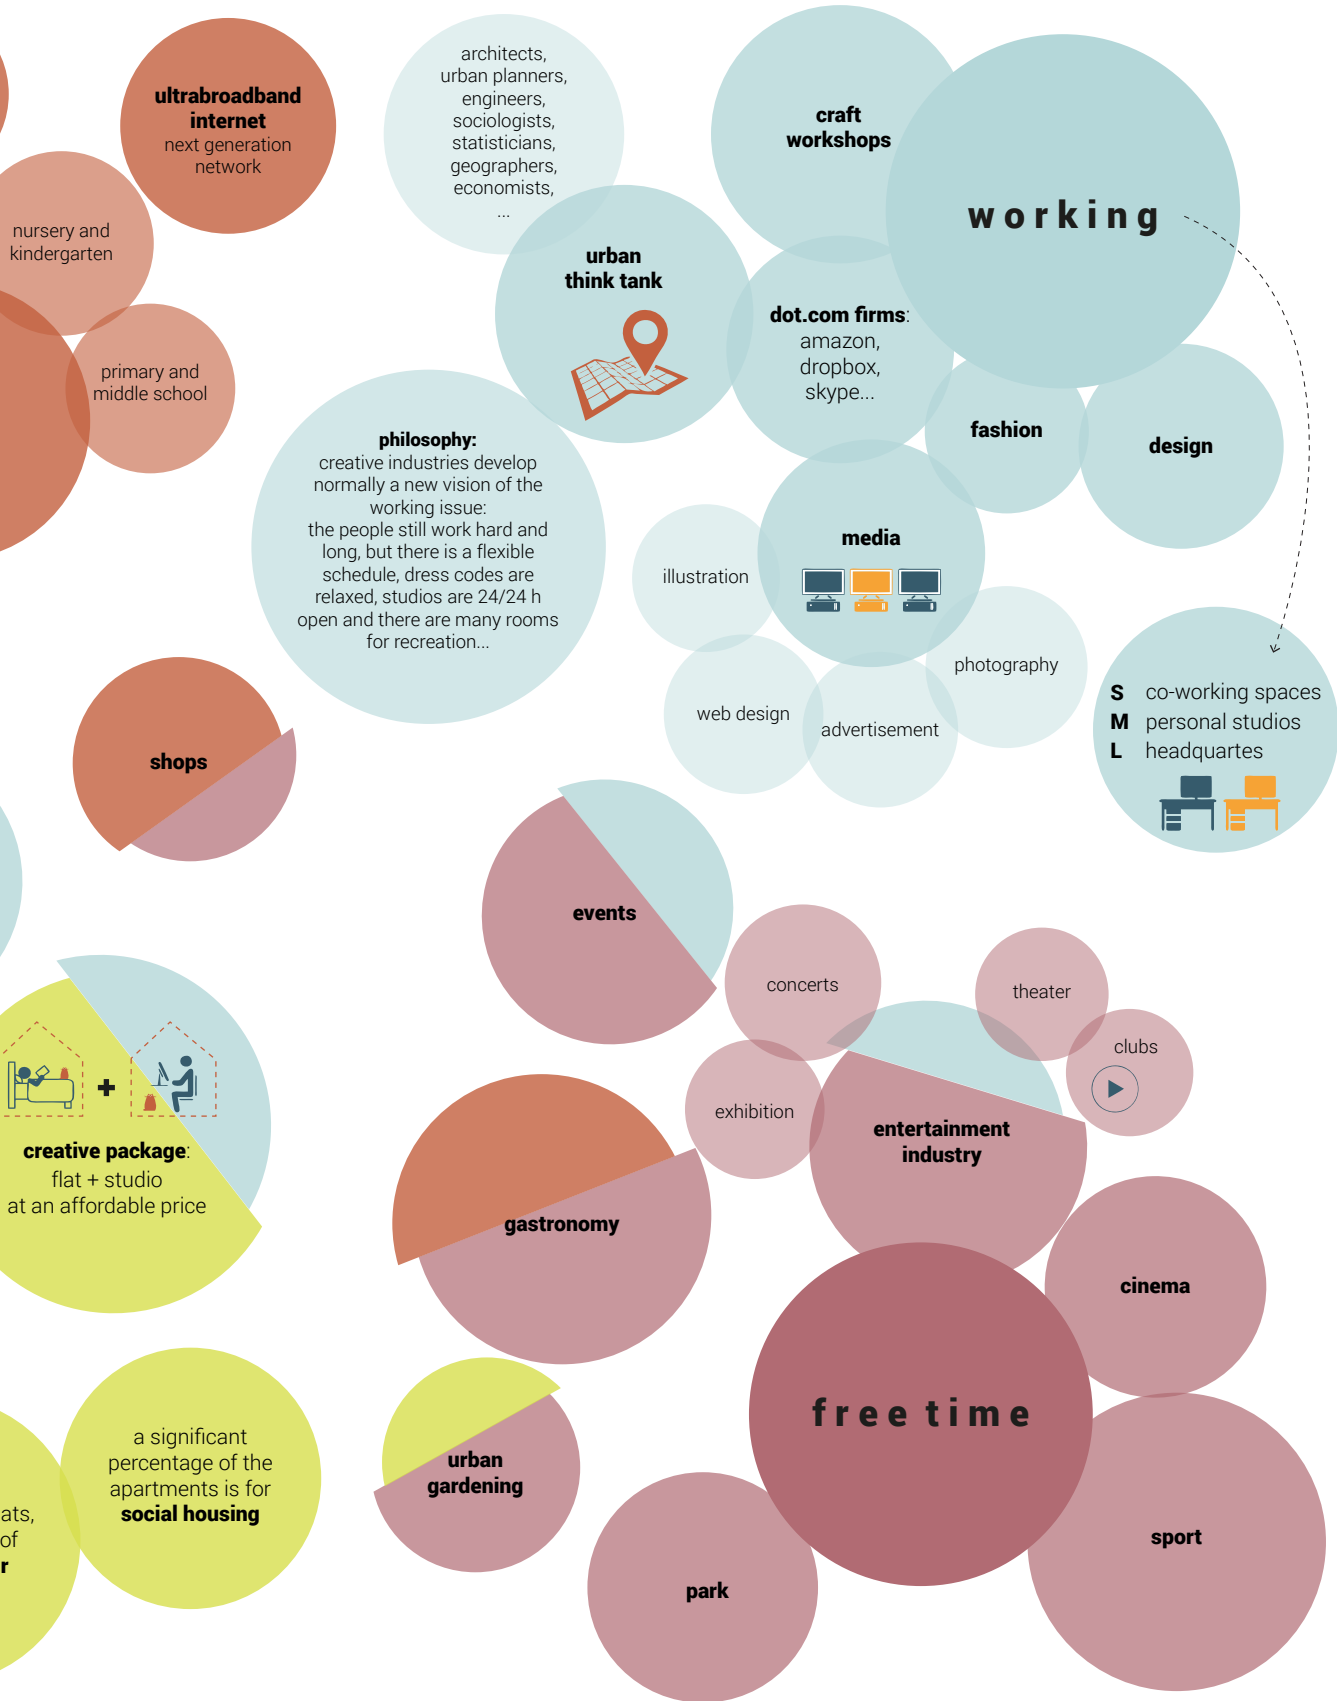 ultrabroadband
internet
next generation
network
nursery and
kindergarten
primary and
middle school
architects,
urban planners,
engineers,
sociologists,
statisticians,
geographers,
economists,
...
urban
think tank
craft
workshops
working
dot.com firms:
amazon,
dropbox,
skype...
fashion
design
philosophy:
creative industries develop
normally a new vision of the
working issue:
the people still work hard and
long, but there is a flexible
schedule, dress codes are
relaxed, studios are 24/24 h
open and there are many rooms
for recreation...
media
illustration
web design
advertisement
photography
S co-working spaces
M personal studios
L headquartes
shops
events
concerts
exhibition
theater
clubs
entertainment
industry
+
creative package:
flat + studio
at an affordable price
gastronomy
cinema
free time
a significant
percentage of the
apartments is for
social housing
ats,
of
r
urban
gardening
park
sport